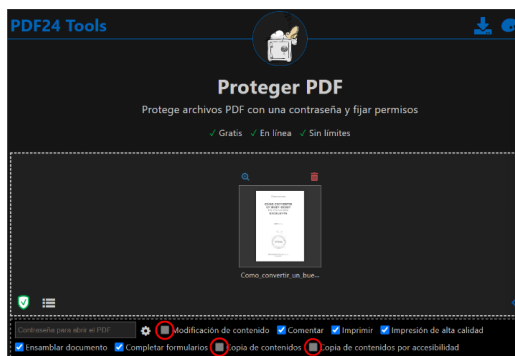 PDF24 Tools
Proteger PDF
Protege archivos PDF con una contraseña y fijar permisos
✓ Gratis ✓ En línea ✓ Sin límites
Como_convertir_un_bue...
Contraseña para abrir el PDF Modificación de contenido Comentar Imprimir Impresión de alta calidad
Ensamblar documento Completar formularios Copia de contenidos Copia de contenidos por accesibilidad